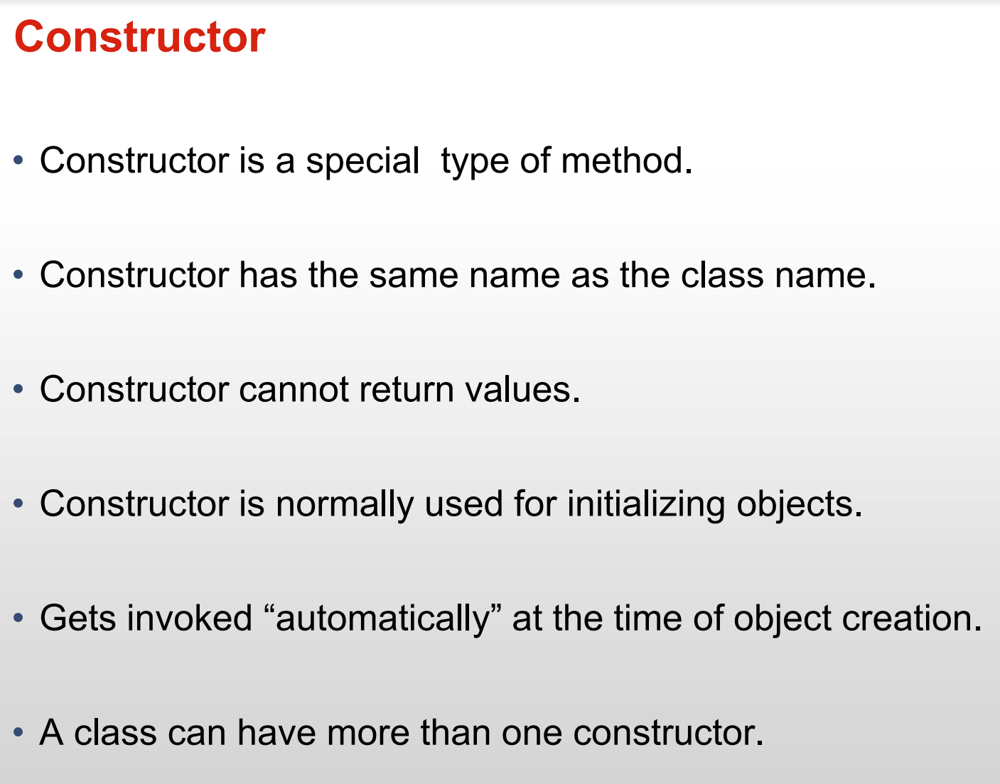 Constructor
• Constructor is a special  type of method.
• Constructor has the same name as the class name.
• Constructor cannot return values.
• Constructor is normally used for initializing objects.
• Gets invoked “automatically” at the time of object creation.
• A class can have more than one constructor.